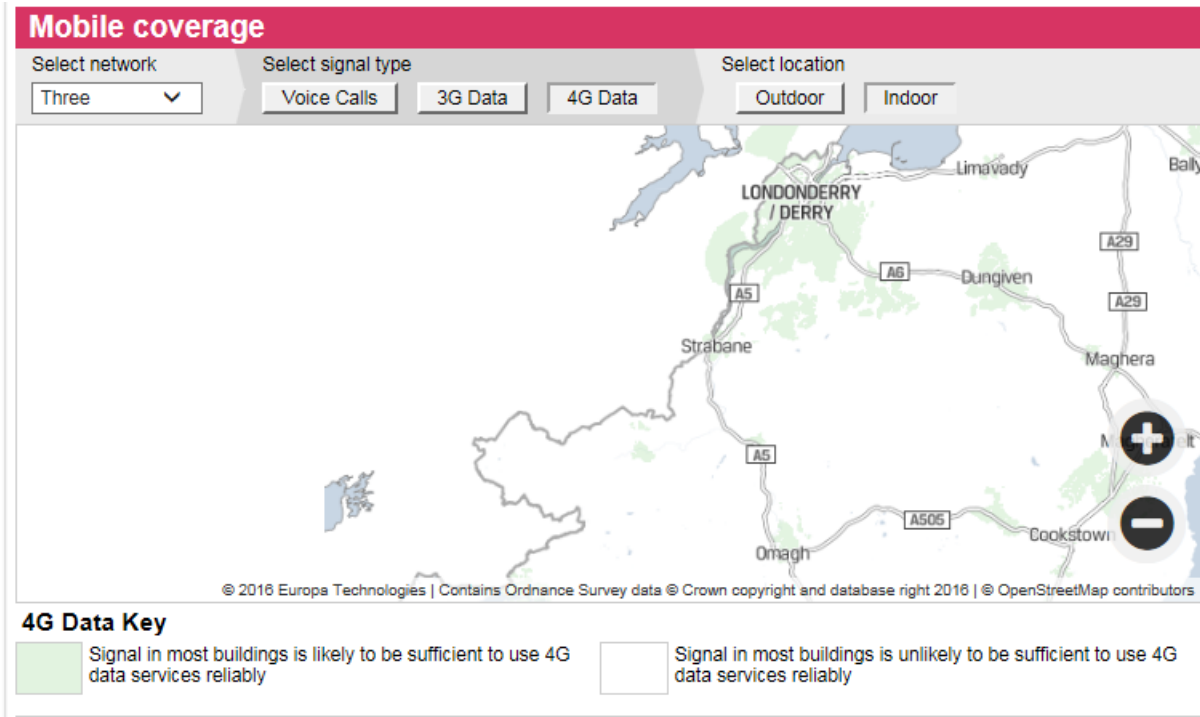 Mobile coverage
Select network
Select signal type
Select location
Three
Voice Calls
3G Data
4G Data
Outdoor
Indoor
Limavady
Bally
LONDONDERRY
/ DERRY
A29
A6
Dungiven
A5
A29
Strabane
Maghera
A5
A505
Cookstown
Omagh
© 2016 Europa Technologies | Contains Ordnance Survey data © Crown copyright and database right 2016 | © OpenStreetMap contributors
4G Data Key
Signal in most buildings is likely to be sufficient to use 4G
data services reliably
Signal in most buildings is unlikely to be sufficient to use 4G
data services reliably